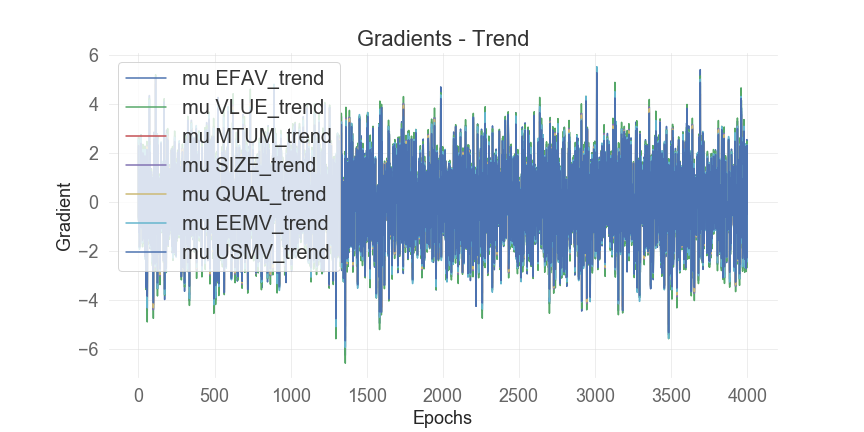 Gradients - Trend
6
4
2
0
−2
−4
−6
Gradient
mu EFAV_trend
mu VLUE_trend
mu MTUM_trend
mu SIZE_trend
mu QUAL_trend
mu EEMV_trend
mu USMV_trend
0 500 1000 1500 2000 2500 3000 3500 4000
Epochs